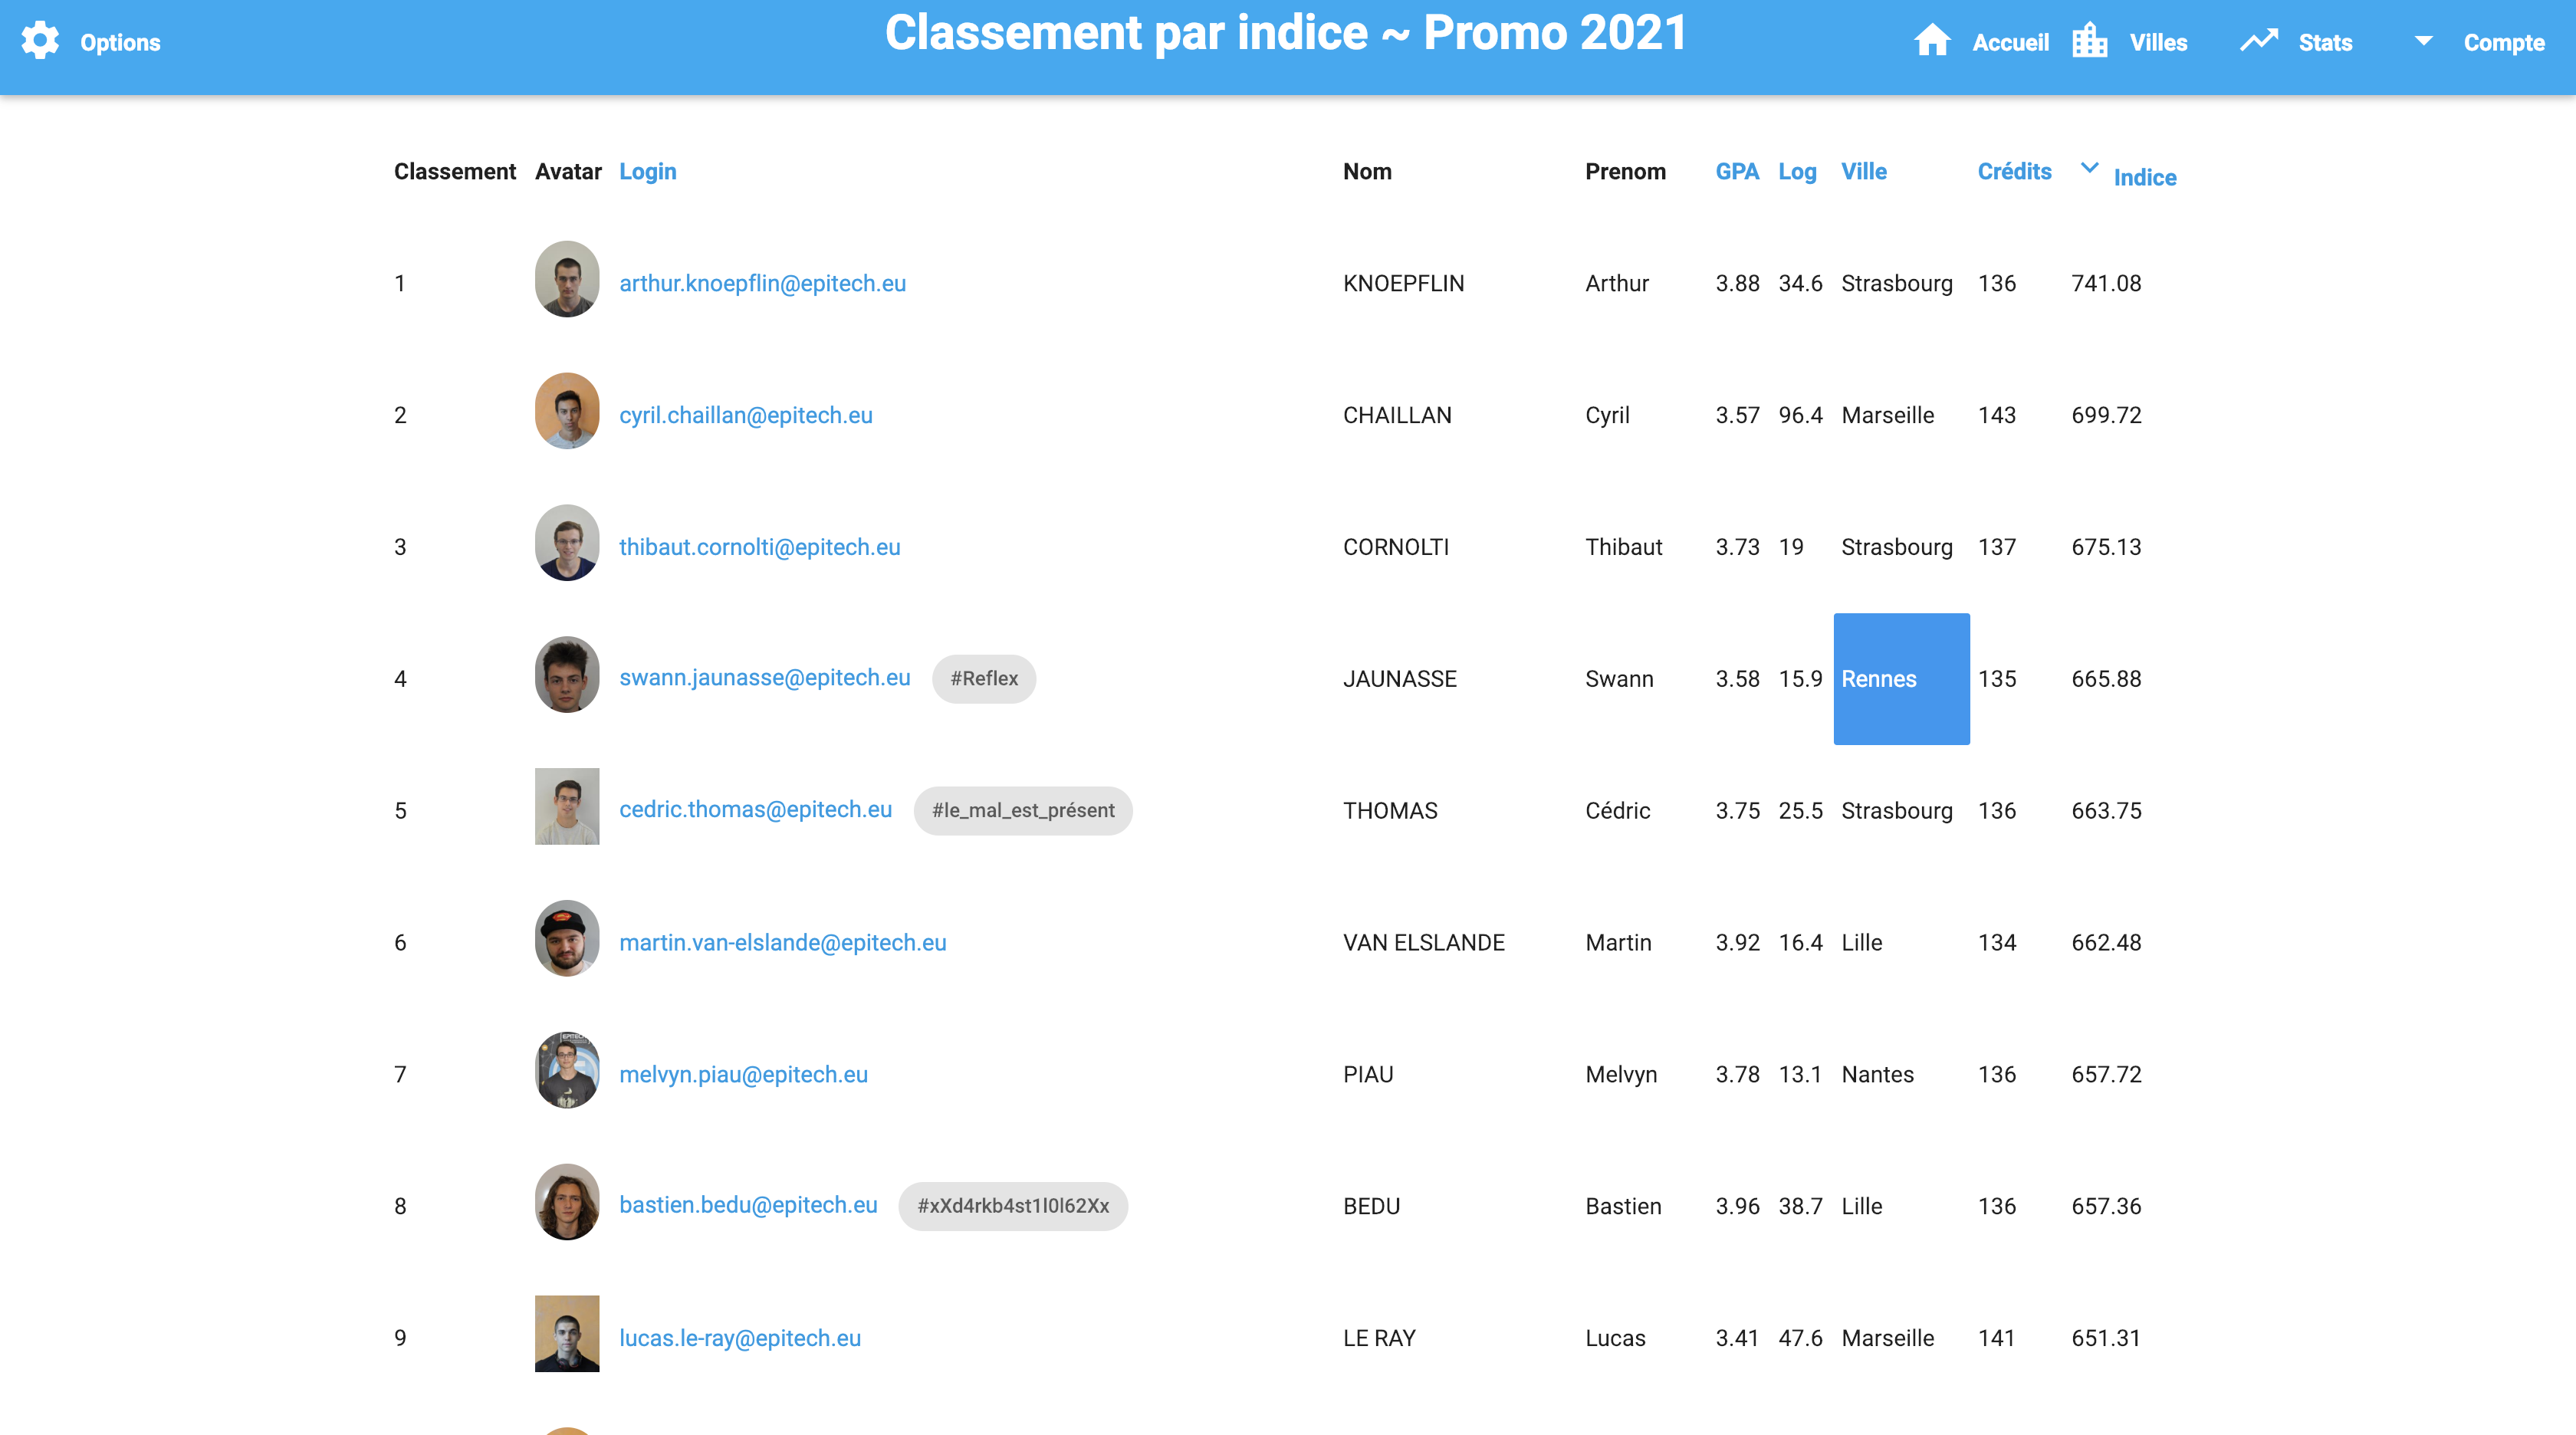 Options Classement par indice ~ Promo 2021 Accueil Villes Stats Compte
Classement Avatar Login Nom Prenom GPA Log Ville Crédits Indice
1 arthur.knoepflin@epitech.eu KNOEPFLIN Arthur 3.88 34.6 Strasbourg 136 741.08
2 cyril.chaillan@epitech.eu CHAILLAN Cyril 3.57 96.4 Marseille 143 699.72
3 thibaut.cornolti@epitech.eu CORNOLTI Thibaut 3.73 19 Strasbourg 137 675.13
4 swann.jaunasse@epitech.eu #Reflex JAUNASSE Swann 3.58 15.9 Rennes 135 665.88
5 cedric.thomas@epitech.eu #le_mal_est_présent THOMAS Cédric 3.75 25.5 Strasbourg 136 663.75
6 martin.van-elslande@epitech.eu VAN ELSLANDE Martin 3.92 16.4 Lille 134 662.48
7 melvyn.piau@epitech.eu PIAU Melvyn 3.78 13.1 Nantes 136 657.72
8 bastien.bedu@epitech.eu #xXd4rkb4st1l0l62Xx BEDU Bastien 3.96 38.7 Lille 136 657.36
9 lucas.le-ray@epitech.eu LE RAY Lucas 3.41 47.6 Marseille 141 651.31